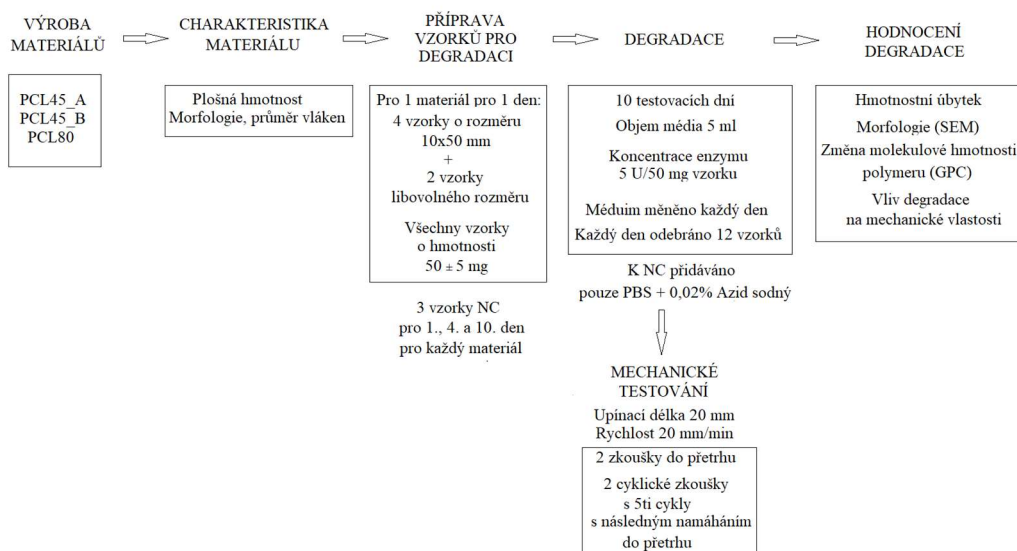 VÝROBA
MATERIÁLŮ
PCL45_A
PCL45_B
PCL80
CHARAKTERISTIKA
MATERIÁLU
Plošná hmotnost
Morfologie, průměr vláken
PŘÍPRAVA
VZORKŮ PRO
DEGRADACI
Pro 1 materiál pro 1 den:
4 vzorky o rozměru
10x50 mm
+
2 vzorky
libovolného rozměru
Všechny vzorky
o hmotnosti
50 ± 5 mg
3 vzorky NC
pro 1., 4. a 10. den
pro každý materiál
DEGRADACE
10 testovacích dní
Objem média 5 ml
Koncentrace enzymu
5 U/50 mg vzorku
Méduim měněno každý den
Každý den odebráno 12 vzorků
K NC přidáváno
pouze PBS + 0,02% Azid sodný
MECHANICKÉ
TESTOVÁNÍ
Upínací délka 20 mm
Rychlost 20 mm/min
2 zkoušky do přetrhu
2 cyklické zkoušky
s 5ti cykly
s následným namáháním
do přetrhu
HODNOCENÍ
DEGRADACE
Hmotnostní úbytek
Morfologie (SEM)
Změna molekulové hmotnosti
polymeru (GPC)
Vliv degradace
na mechanické vlastosti